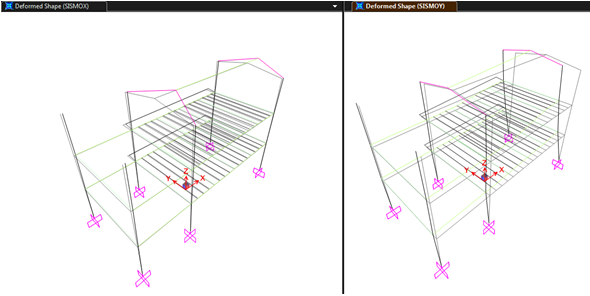 Deformed Shape (SISMOX)
Deformed Shape (SISMOY)
Z
Y
X
Z
Y
X